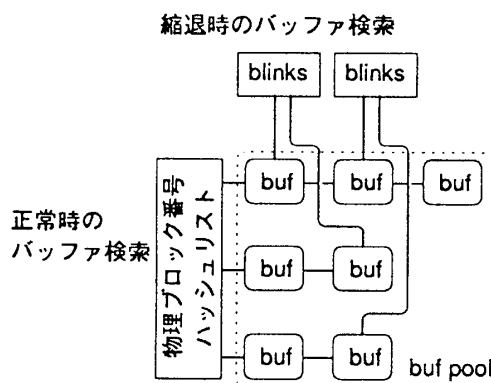 縮退時のバッファ検索
blinks blinks
buf buf buf
正常時の
バッファ検索
物理ブロック番号
ハッシュリスト
buf buf
buf buf
buf pool